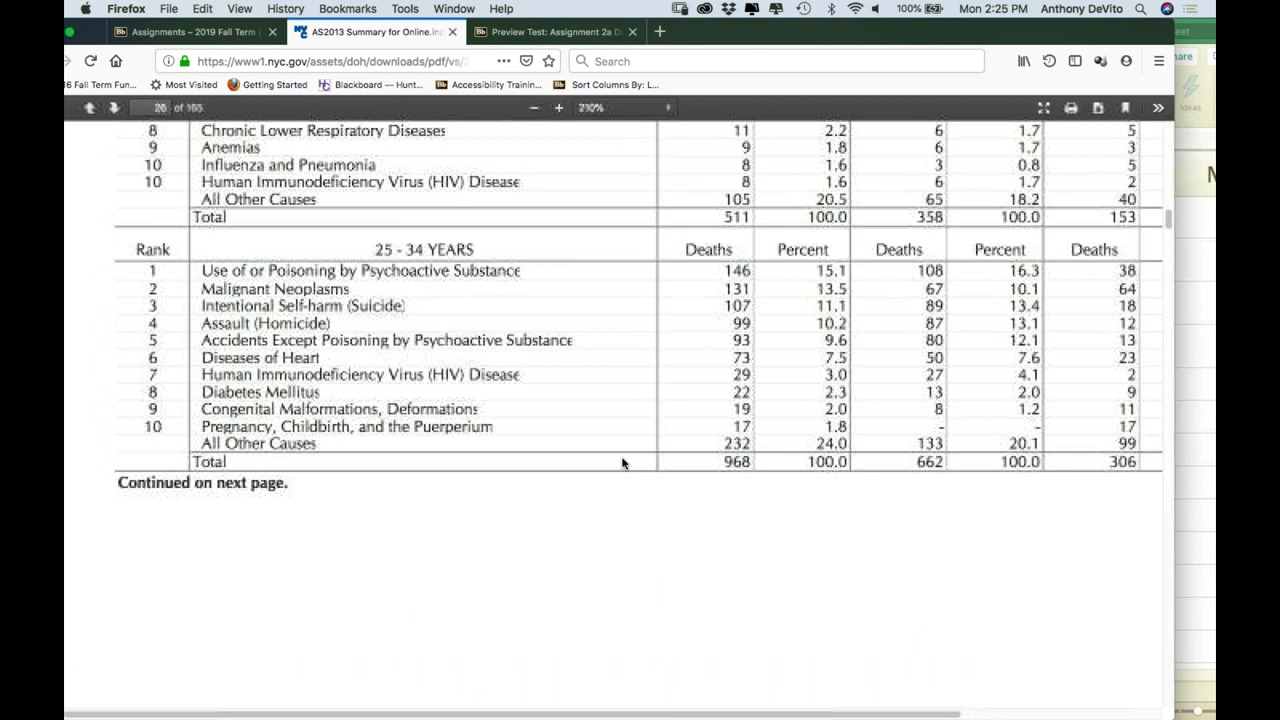 Firefox File Edit View History Bookmarks Tools Window Help 100% Mon 2:25 PM Anthony DeVito
Assignments – 2019 Fall Term ( AS2013 Summary for Online.in Preview Test: Assignment 2a D
https://www1.nyc.gov/assets/doh/downloads/pdf/vs/ Search
6 Fall Term Fun... Most Visited Getting Started Blackboard — Hunt... Accessibility Trainin... Sort Columns By: L...
26 of 165 210%
8 Chronic Lower Respiratory Diseases 11 2.2 6 1.7 5
9 Anemias 9 1.8 6 1.7 3
10 Influenza and Pneumonia 8 1.6 3 0.8 5
10 Human Immunodeficiency Virus (HIV) Disease 8 1.6 6 1.7 2
All Other Causes 105 20.5 65 18.2 40
Total 511 100.0 358 100.0 153
Rank 25 - 34 YEARS Deaths Percent Deaths Percent Deaths
1 Use of or Poisoning by Psychoactive Substance 146 15.1 108 16.3 38
2 Malignant Neoplasms 131 13.5 67 10.1 64
3 Intentional Self-harm (Suicide) 107 11.1 89 13.4 18
4 Assault (Homicide) 99 10.2 87 13.1 12
5 Accidents Except Poisoning by Psychoactive Substance 93 9.6 80 12.1 13
6 Diseases of Heart 73 7.5 50 7.6 23
7 Human Immunodeficiency Virus (HIV) Disease 29 3.0 27 4.1 2
8 Diabetes Mellitus 22 2.3 13 2.0 9
9 Congenital Malformations, Deformations 19 2.0 8 1.2 11
10 Pregnancy, Childbirth, and the Puerperium 17 1.8 - - 17
All Other Causes 232 24.0 133 20.1 99
Total 968 100.0 662 100.0 306
Continued on next page.